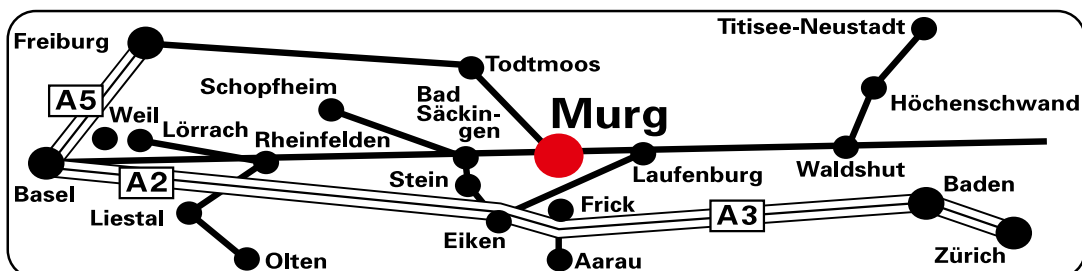 Titisee-Neustadt
Freiburg
Todtmoos
Schopfheim
Bad
Säckin-
gen
A5
Weil
Murg
Höchenschwand
Lörrach
Rheinfelden
Basel
A2
Stein
Laufenburg
Waldshut
Liestal
Frick
A3
Baden
Eiken
Zürich
Olten
Aarau